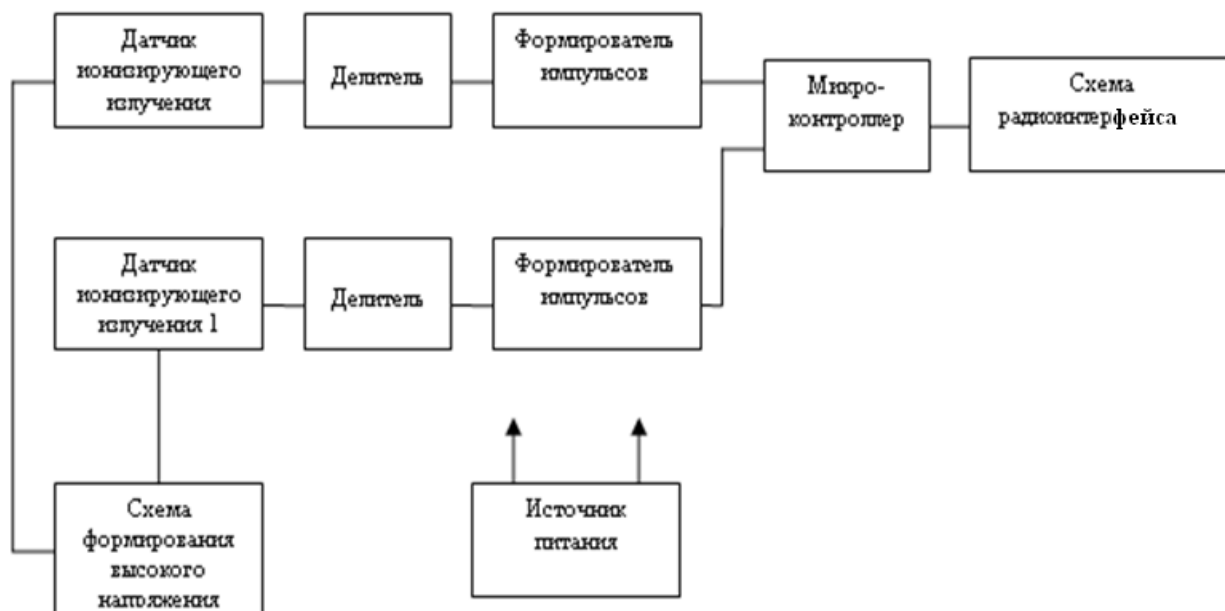 Датчик
ионизирующего
излучения
Делитель
Формирователь
импульсов
Микро-
контроллер
Схема
радиоинтерфейса
Датчик
ионизирующего
излучения 1
Делитель
Формирователь
импульсов
Схема
формирования
высокого
напряжения
Источник
питания